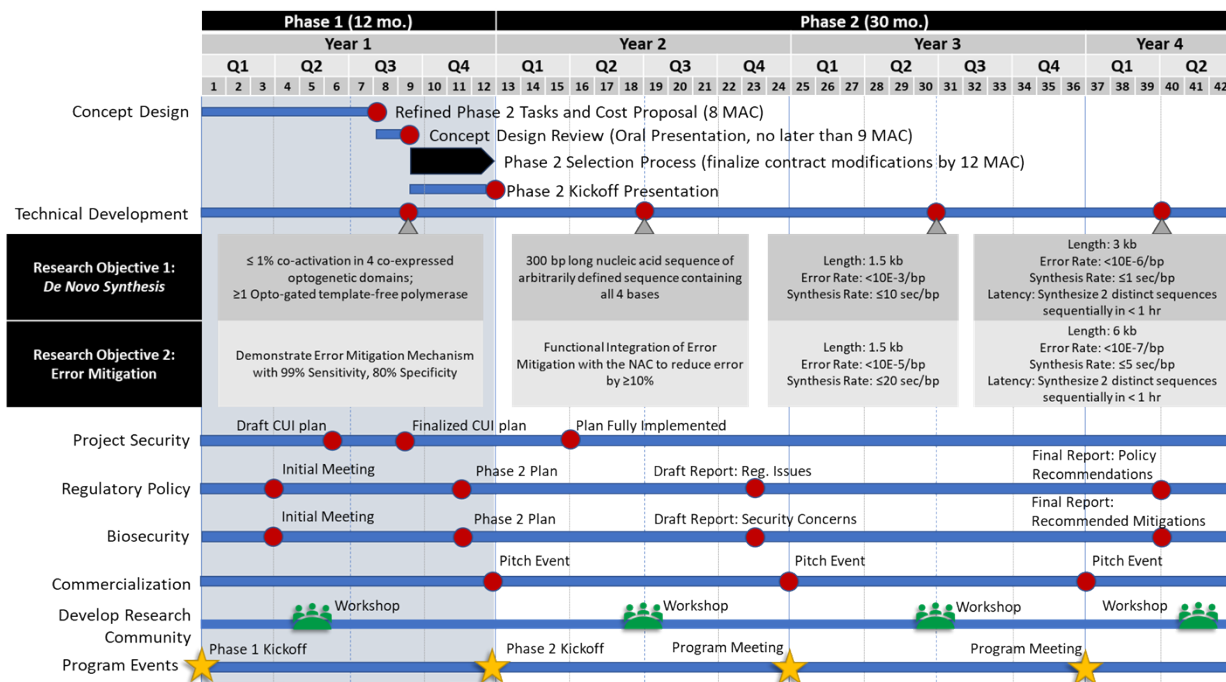 Phase 1 (12 mo.) Phase 2 (30 mo.)
Year 1 Year 2 Year 3 Year 4
Q1 Q2 Q3 Q4 Q1 Q2 Q3 Q4 Q1 Q2 Q3 Q4 Q1 Q2
1 2 3 4 5 6 7 8 9 10 11 12 13 14 15 16 17 18 19 20 21 22 23 24 25 26 27 28 29 30 31 32 33 34 35 36 37 38 39 40 41 42
Concept Design
Refined Phase 2 Tasks and Cost Proposal (8 MAC)
Concept Design Review (Oral Presentation, no later than 9 MAC)
Phase 2 Selection Process (finalize contract modifications by 12 MAC)
Phase 2 Kickoff Presentation
Technical Development
Research Objective 1:
De Novo Synthesis
≤ 1% co-activation in 4 co-expressed
optogenetic domains;
≥1 Opto-gated template-free polymerase
300 bp long nucleic acid sequence of
arbitrarily defined sequence containing
all 4 bases
Length: 1.5 kb
Error Rate: <10E-3/bp
Synthesis Rate: ≤10 sec/bp
Length: 3 kb
Error Rate: <10E-6/bp
Synthesis Rate: ≤1 sec/bp
Latency: Synthesize 2 distinct sequences
sequentially in < 1 hr
Research Objective 2:
Error Mitigation
Demonstrate Error Mitigation Mechanism
with 99% Sensitivity, 80% Specificity
Functional Integration of Error
Mitigation with the NAC to reduce error
by ≥10%
Length: 1.5 kb
Error Rate: <10E-5/bp
Synthesis Rate: ≤20 sec/bp
Length: 6 kb
Error Rate: <10E-7/bp
Synthesis Rate: ≤5 sec/bp
Latency: Synthesize 2 distinct sequences
sequentially in < 1 hr
Project Security
Draft CUI plan
Finalized CUI plan
Plan Fully Implemented
Regulatory Policy
Initial Meeting
Phase 2 Plan
Draft Report: Reg. Issues
Final Report: Policy
Recommendations
Biosecurity
Initial Meeting
Phase 2 Plan
Draft Report: Security Concerns
Final Report:
Recommended Mitigations
Commercialization
Pitch Event
Pitch Event
Pitch Event
Develop Research
Community
Workshop
Workshop
Workshop
Workshop
Program Events
Phase 1 Kickoff
Phase 2 Kickoff
Program Meeting
Program Meeting